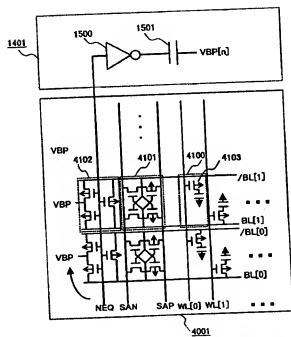 1401
1500
1501
VBP[n]
VBP
4102
4101
4100
4103
/BL[1]
VBP
BL[1]
/BL[0]
VBP
BL[0]
NEQ
SAN
SAP
WL[0]
WL[1]
4001